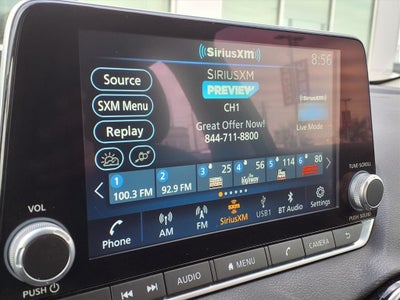 SiriusXM
8:56
Source
SIRIUSXM
PREVIEW
SXM Menu
CH1
Great Offer Now!
Replay
844-711-8800
SiriusXM
Live Mode
1
100.3 FM
2
92.9 FM
3
25
4
56
5
114
6
80
VOL
TUNE·SCROLL
Phone
AM
FM
SiriusXM
USB1
BT Audio
Settings
PUSH
PUSH SOUND
AUDIO
MENU
CAMERA